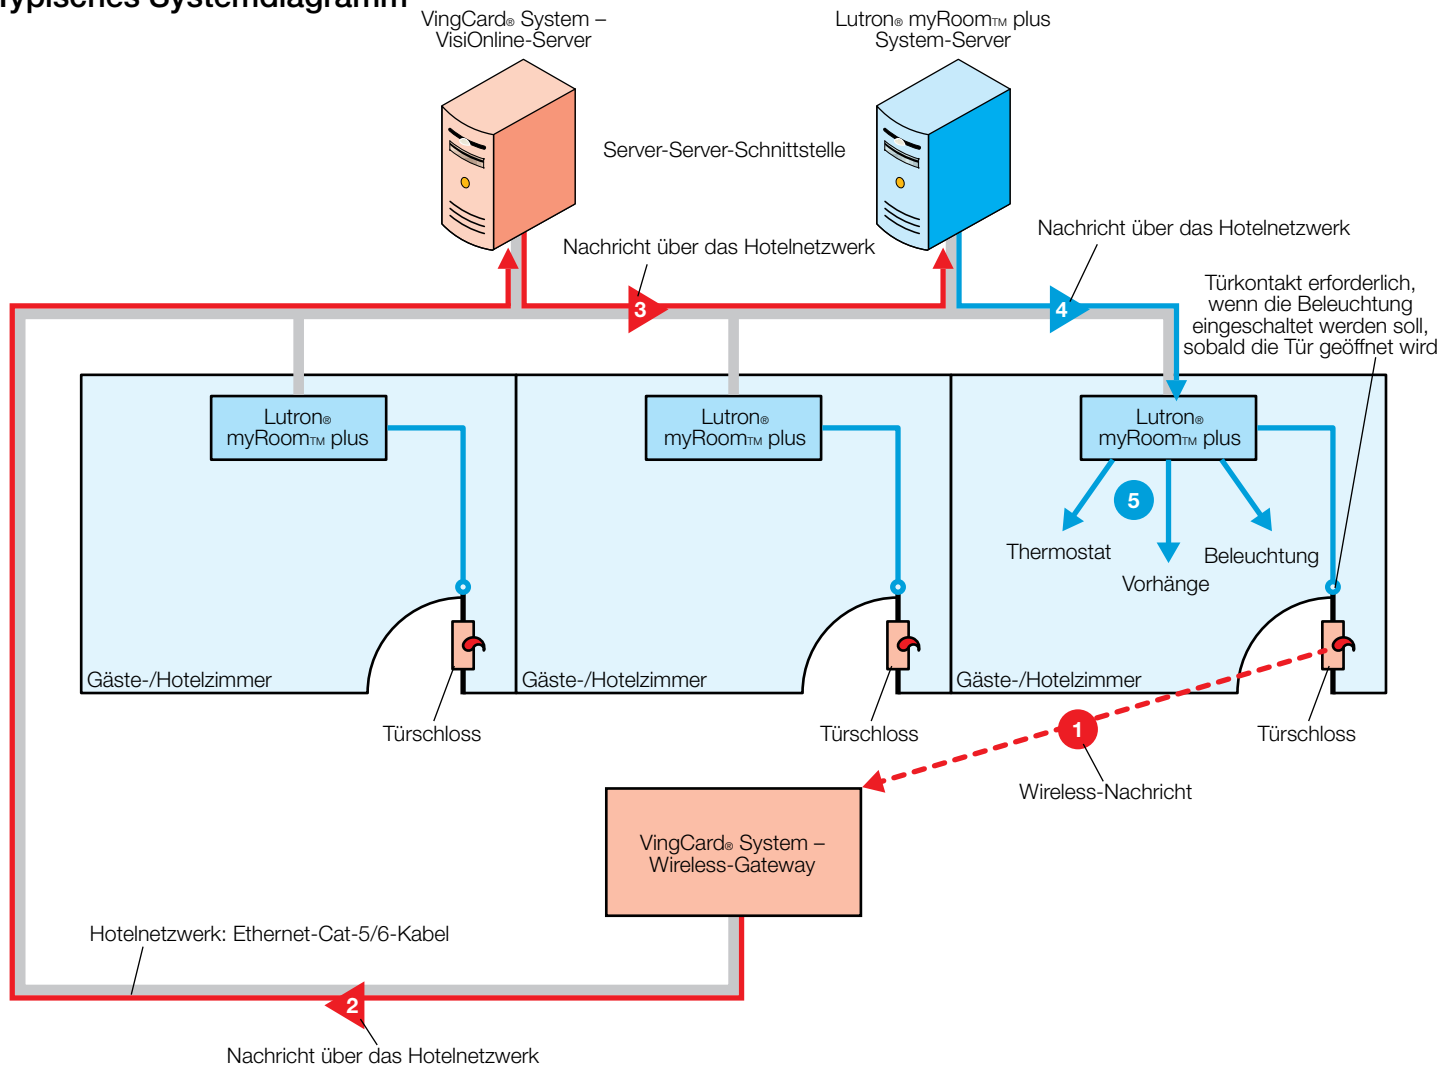 Typisches Systemdiagramm
VingCard® System –
VisiOnline-Server
Lutron® myRoom™ plus
System-Server
Server-Server-Schnittstelle
Nachricht über das Hotelnetzwerk
Nachricht über das Hotelnetzwerk
Türkontakt erforderlich,
wenn die Beleuchtung
eingeschaltet werden soll,
sobald die Tür geöffnet wird
3
4
Lutron®
myRoom™ plus
Lutron®
myRoom™ plus
Lutron®
myRoom™ plus
5
Thermostat
Vorhänge
Beleuchtung
Gäste-/Hotelzimmer
Gäste-/Hotelzimmer
Gäste-/Hotelzimmer
Türschloss
Türschloss
Türschloss
1
Wireless-Nachricht
VingCard® System –
Wireless-Gateway
Hotelnetzwerk: Ethernet-Cat-5/6-Kabel
2
Nachricht über das Hotelnetzwerk